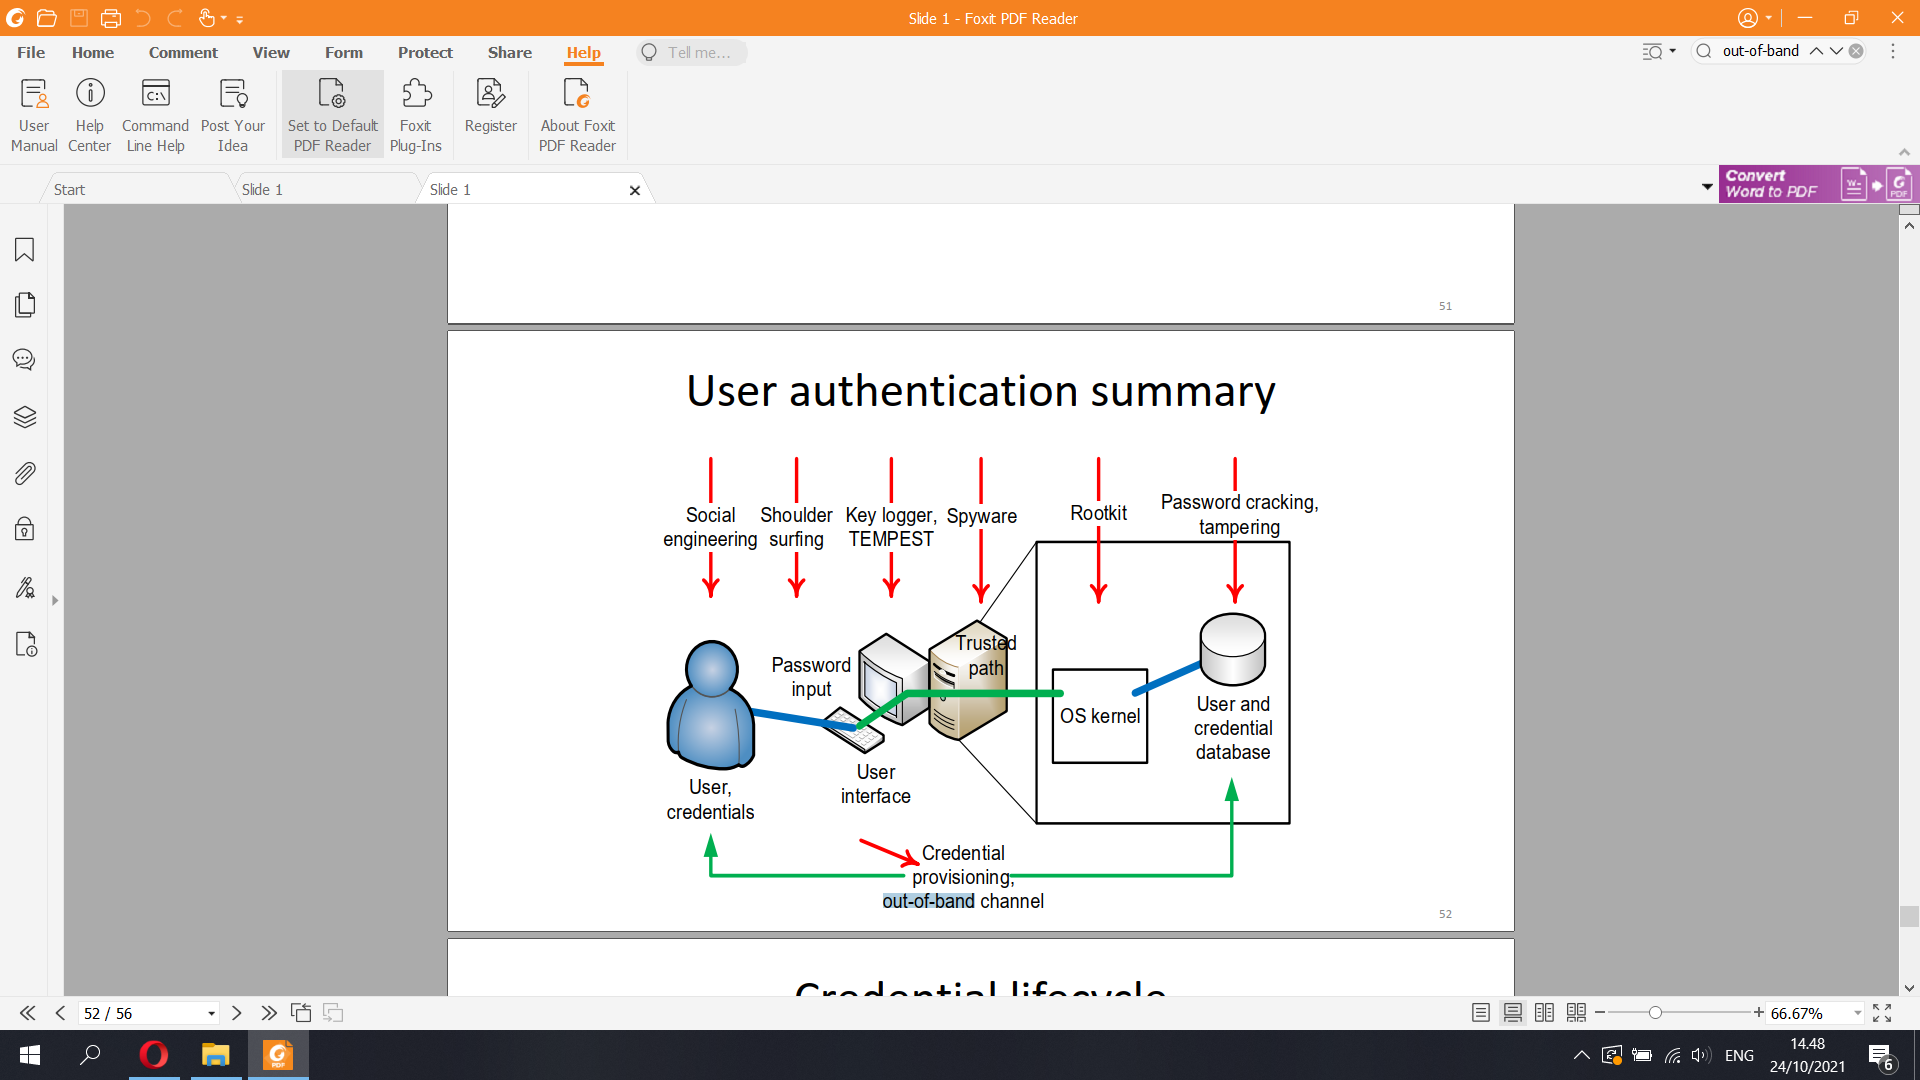 Slide 1 - Foxit PDF Reader
File Home Comment View Form Protect Share Help Tell me... out-of-band
User Manual
Help Center
Command Line Help
Post Your Idea
Set to Default PDF Reader
Foxit Plug-Ins
Register
About Foxit PDF Reader
Start
Slide 1
Slide 1
Convert
Word to PDF
PDF
51
User authentication summary
Social
engineering
Shoulder
surfing
Key logger,
TEMPEST
Spyware
Rootkit
Password cracking,
tampering
Password
input
Trusted
path
OS kernel
User and
credential
database
User
interface
User,
credentials
Credential
provisioning,
out-of-band channel
52
Credential lifecycle
52 / 56
66.67%
PDF
ENG
14.48
24/10/2021
6